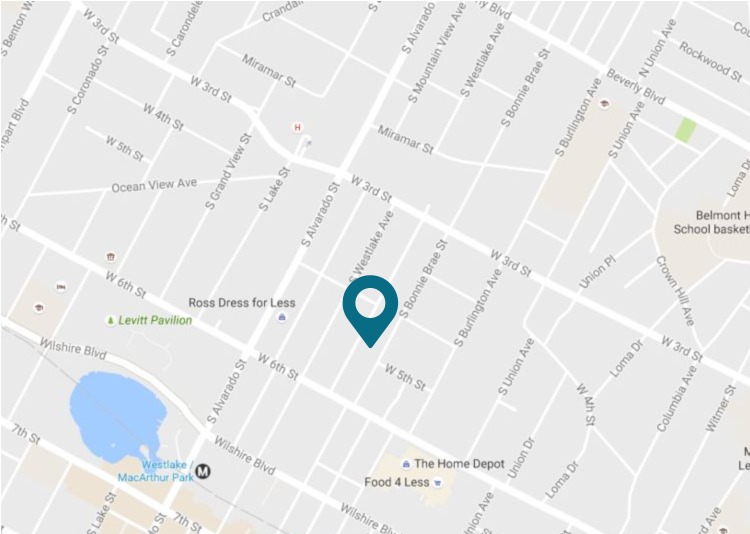 W 3rd St
Crandal
S Alvarado
ly Blvd
S Benton W
S Carondele
S Coronado St
S Mountain View Ave
S Westlake Ave
S Bonnie Brae St
N Union Ave
Rockwood St
Beverly Blvd
Miramar St
W 3rd St
W 4th St
W 5th St
mpart Blvd
S Grand View St
S Lake St
H
Miramar St
S Burlington Ave
S Union Ave
Loma Dr
Ocean View Ave
S Alvarado St
W 3rd St
S Westlake Ave
S Bonnie Brae St
W 3rd St
Belmont H
School basketb
Union Pl
Crown Hill Ave
th St
W 6th St
Ross Dress for Less
Levitt Pavilion
S Burlington Ave
Wilshire Blvd
W 6th St
W 5th St
S Union Ave
Loma Dr
W 3rd St
S Alvarado St
W 4th St
Columbia Ave
Witmer St
7th St
Wilshire Blvd
Westlake /
MacArthur Park
M
The Home Depot
Food 4 Less
Union Dr
Loma Dr
M
Le
S Lake St
do St
7th St
Wilshire Blvd
Union Ave